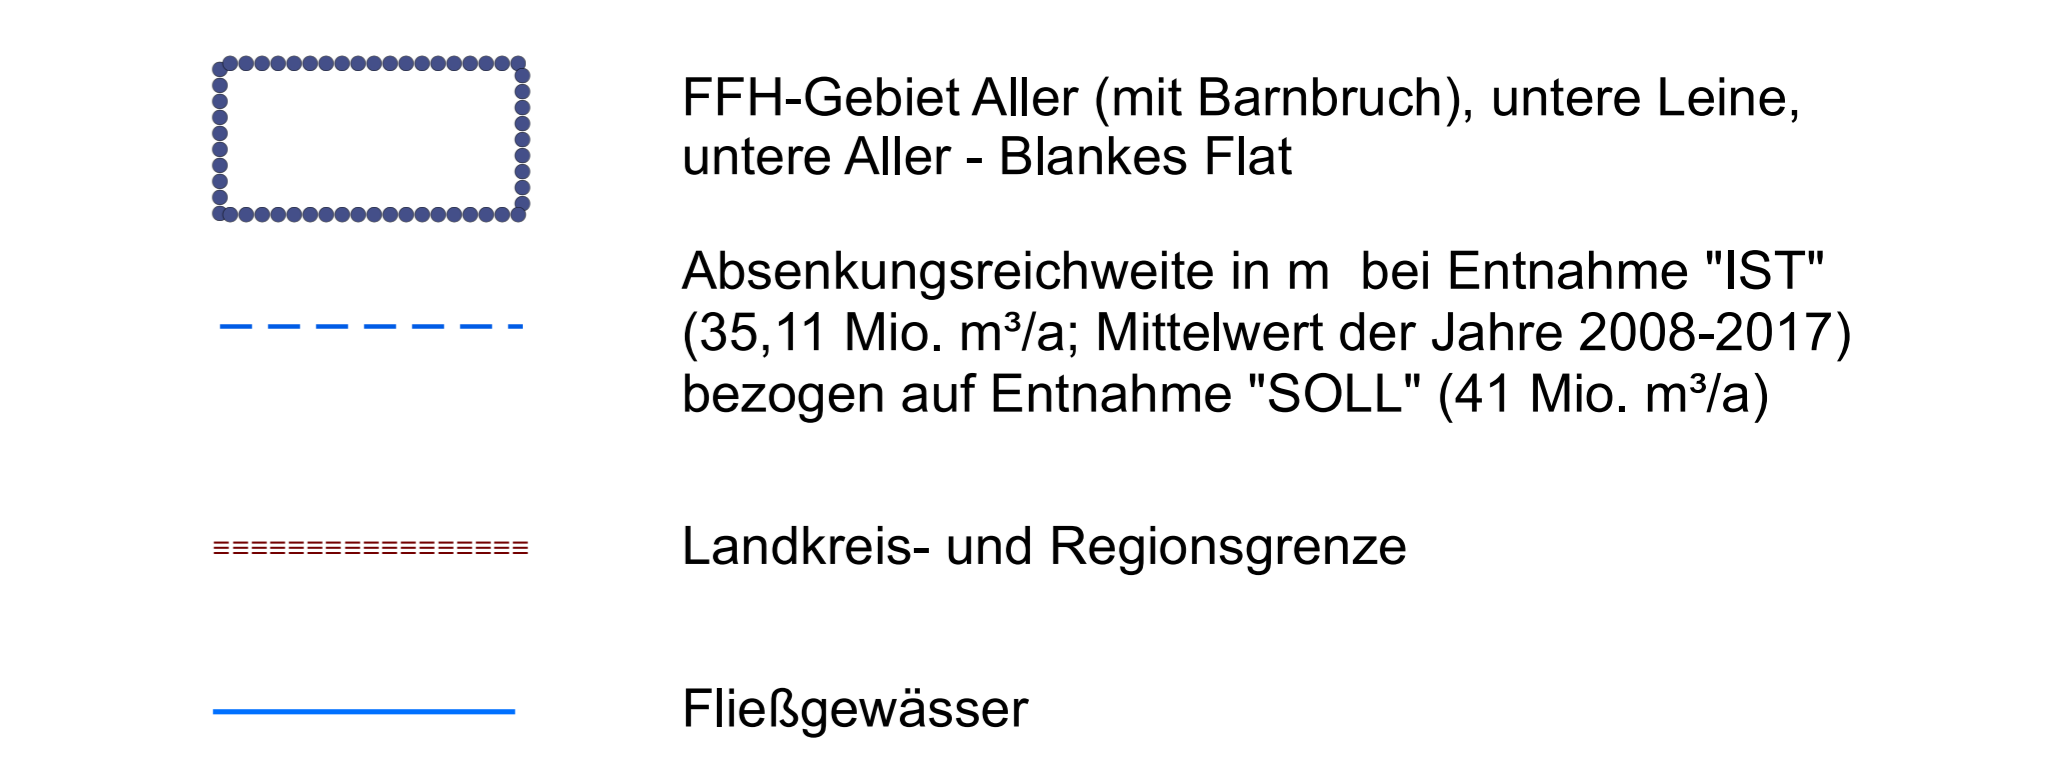 FFH-Gebiet Aller (mit Barnbruch), untere Leine,
untere Aller - Blankes Flat
Absenkungsreichweite in m  bei Entnahme "IST"
(35,11 Mio. m³/a; Mittelwert der Jahre 2008-2017)
bezogen auf Entnahme "SOLL" (41 Mio. m³/a)
Landkreis- und Regionsgrenze
Fließgewässer